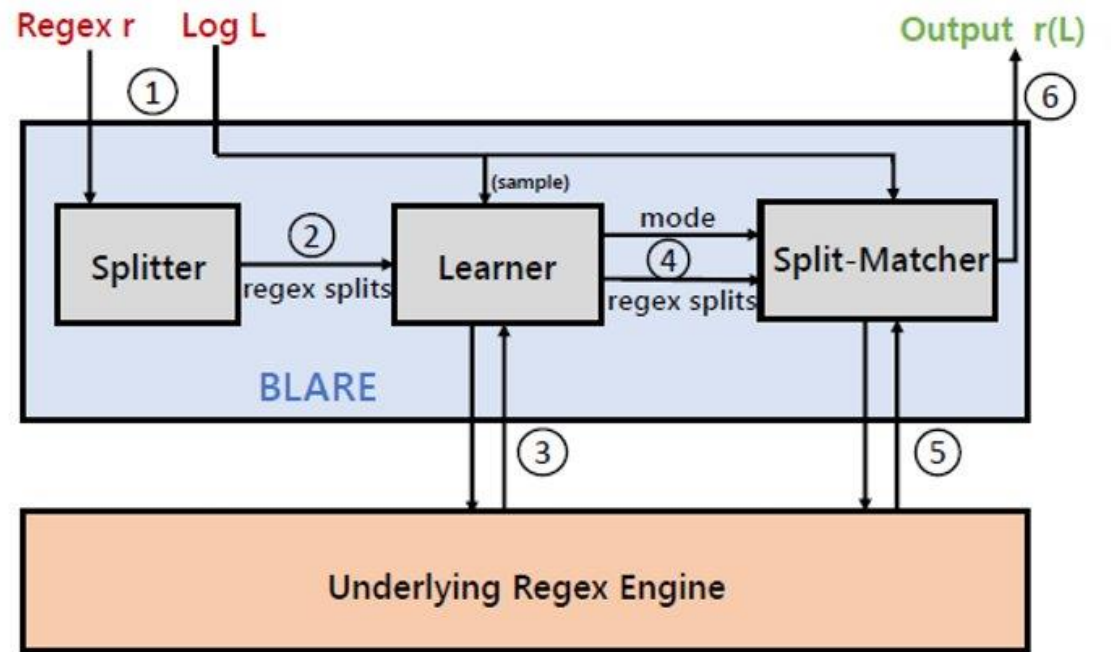 Regex r
Log L
Output r(L)
①
⑥
(sample)
Splitter
②
regex splits
Learner
mode
④
regex splits
Split-Matcher
BLARE
③
⑤
Underlying Regex Engine